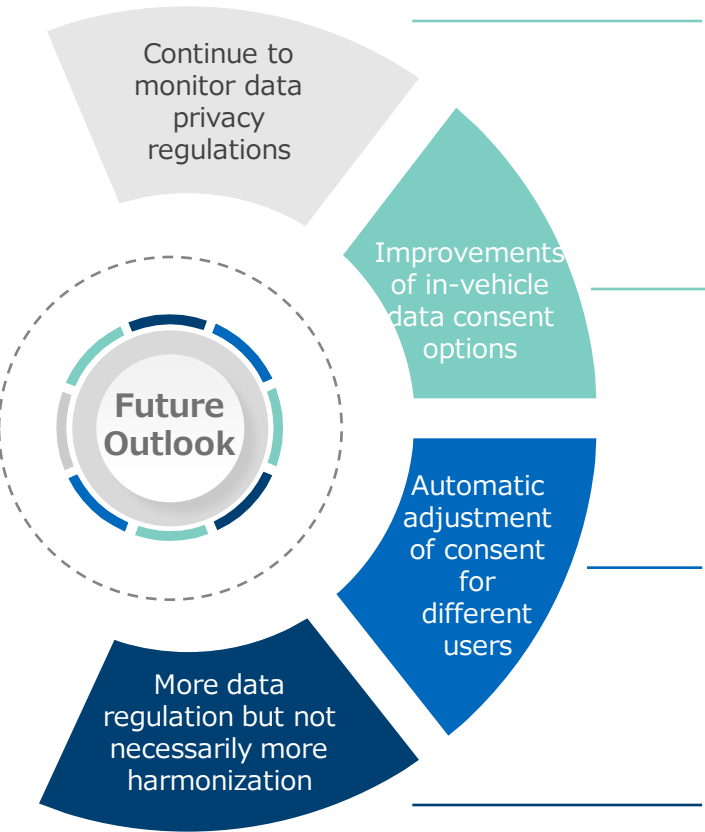 Continue to
monitor data
privacy
regulations
Improvements
of in-vehicle
data consent
options
Future
Outlook
Automatic
adjustment
of consent
for
different
users
More data
regulation but not
necessarily more
harmonization